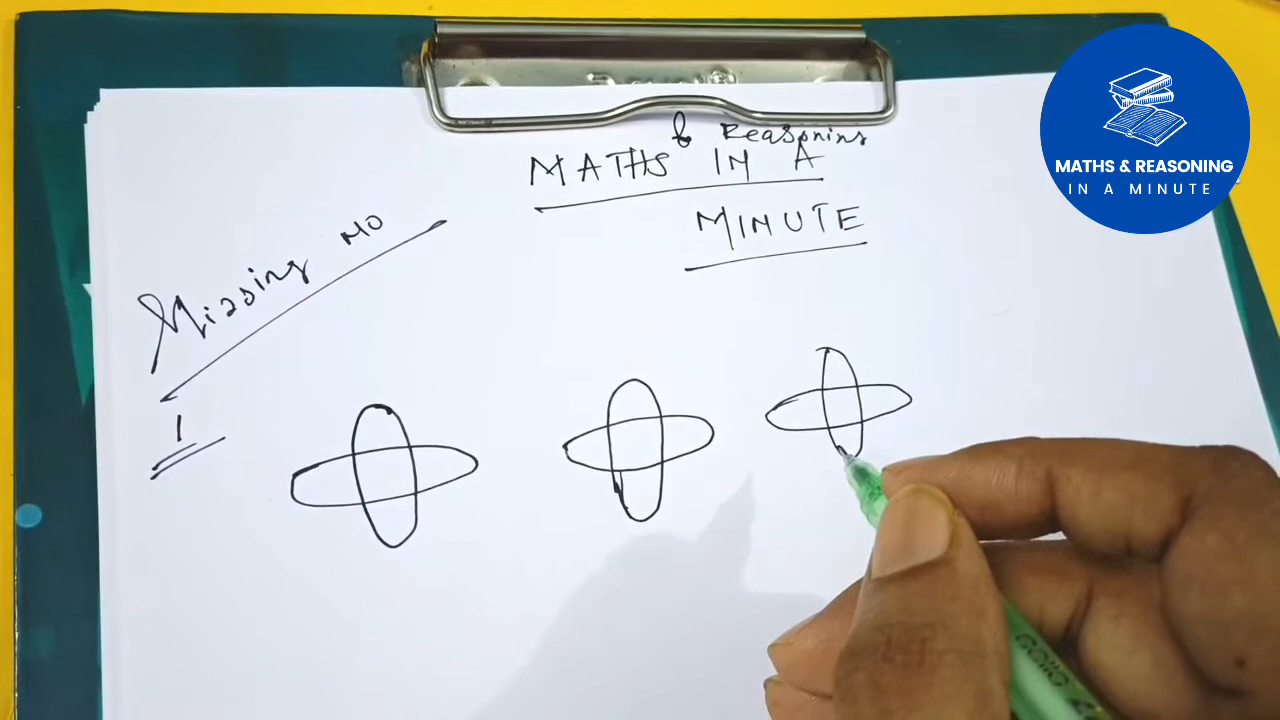 & Reasoning
MATHS IN A
MINUTE
Missing NO
1
MATHS & REASONING
IN A MINUTE